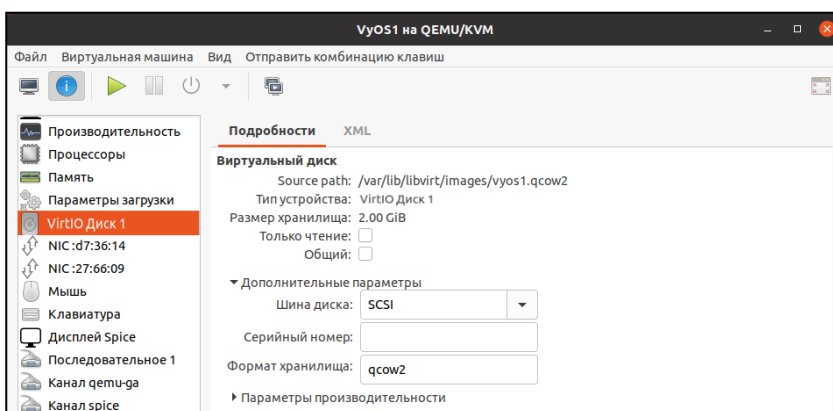 VyOS1 на QEMU/KVM
Файл Виртуальная машина Вид Отправить комбинацию клавиш
Производительность
Процессоры
Память
Параметры загрузки
VirtIO Диск 1
NIC:d7:36:14
NIC:27:66:09
Мышь
Клавиатура
Дисплей Spice
Последовательное 1
Канал qemu-ga
Канал spice
Подробности XML
Виртуальный диск
Source path: /var/lib/libvirt/images/vyos1.qcow2
Тип устройства: VirtIO Диск 1
Размер хранилища: 2.00 GiB
Только чтение:
Общий:
Дополнительные параметры
Шина диска: SCSI
Серийный номер:
Формат хранилища: qcow2
Параметры производительности